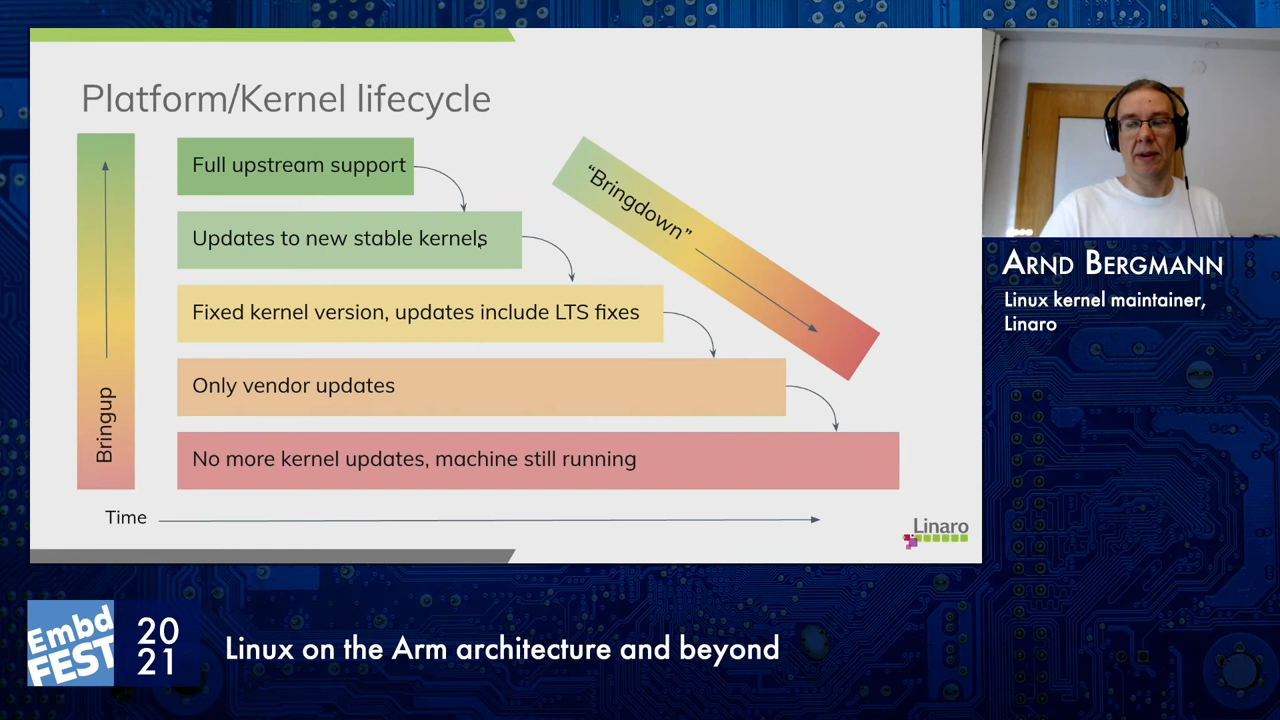 Platform/Kernel lifecycle
Bringup
Full upstream support
Updates to new stable kernels
Fixed kernel version, updates include LTS fixes
Only vendor updates
No more kernel updates, machine still running
“Bringdown”
Time
Linaro
ARND BERGMANN
Linux kernel maintainer,
Linaro
Embd
FEST
20
21
Linux on the Arm architecture and beyond